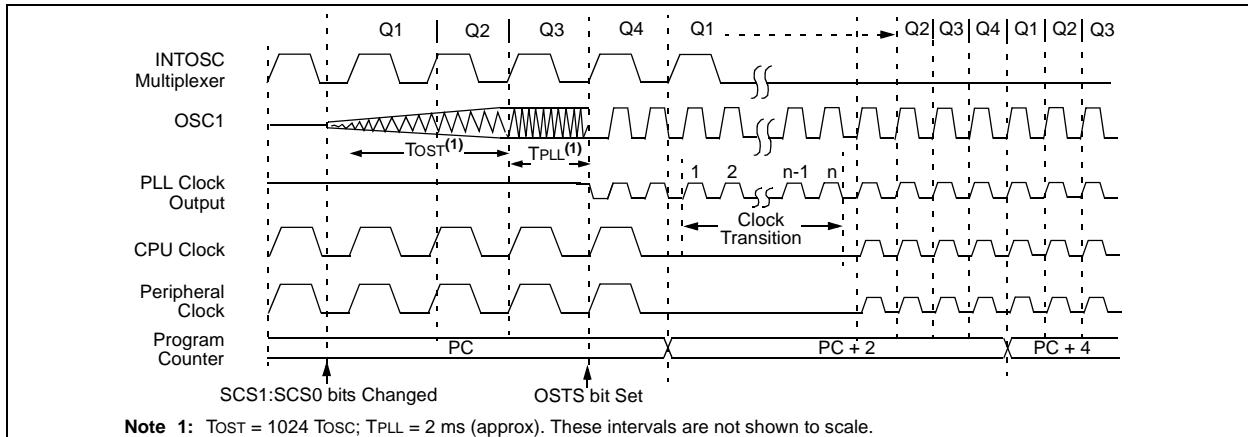 Q1 Q2 Q3 Q4 Q1 Q2 Q3 Q4 Q1 Q2 Q3
INTOSC
Multiplexer
OSC1
TOST(1) TPLL(1)
1 2 n-1 n
PLL Clock
Output
Clock
Transition
CPU Clock
Peripheral
Clock
Program
Counter
PC PC + 2 PC + 4
SCS1:SCS0 bits Changed OSTS bit Set
Note 1: TOST = 1024 TOSC; TPLL = 2 ms (approx). These intervals are not shown to scale.